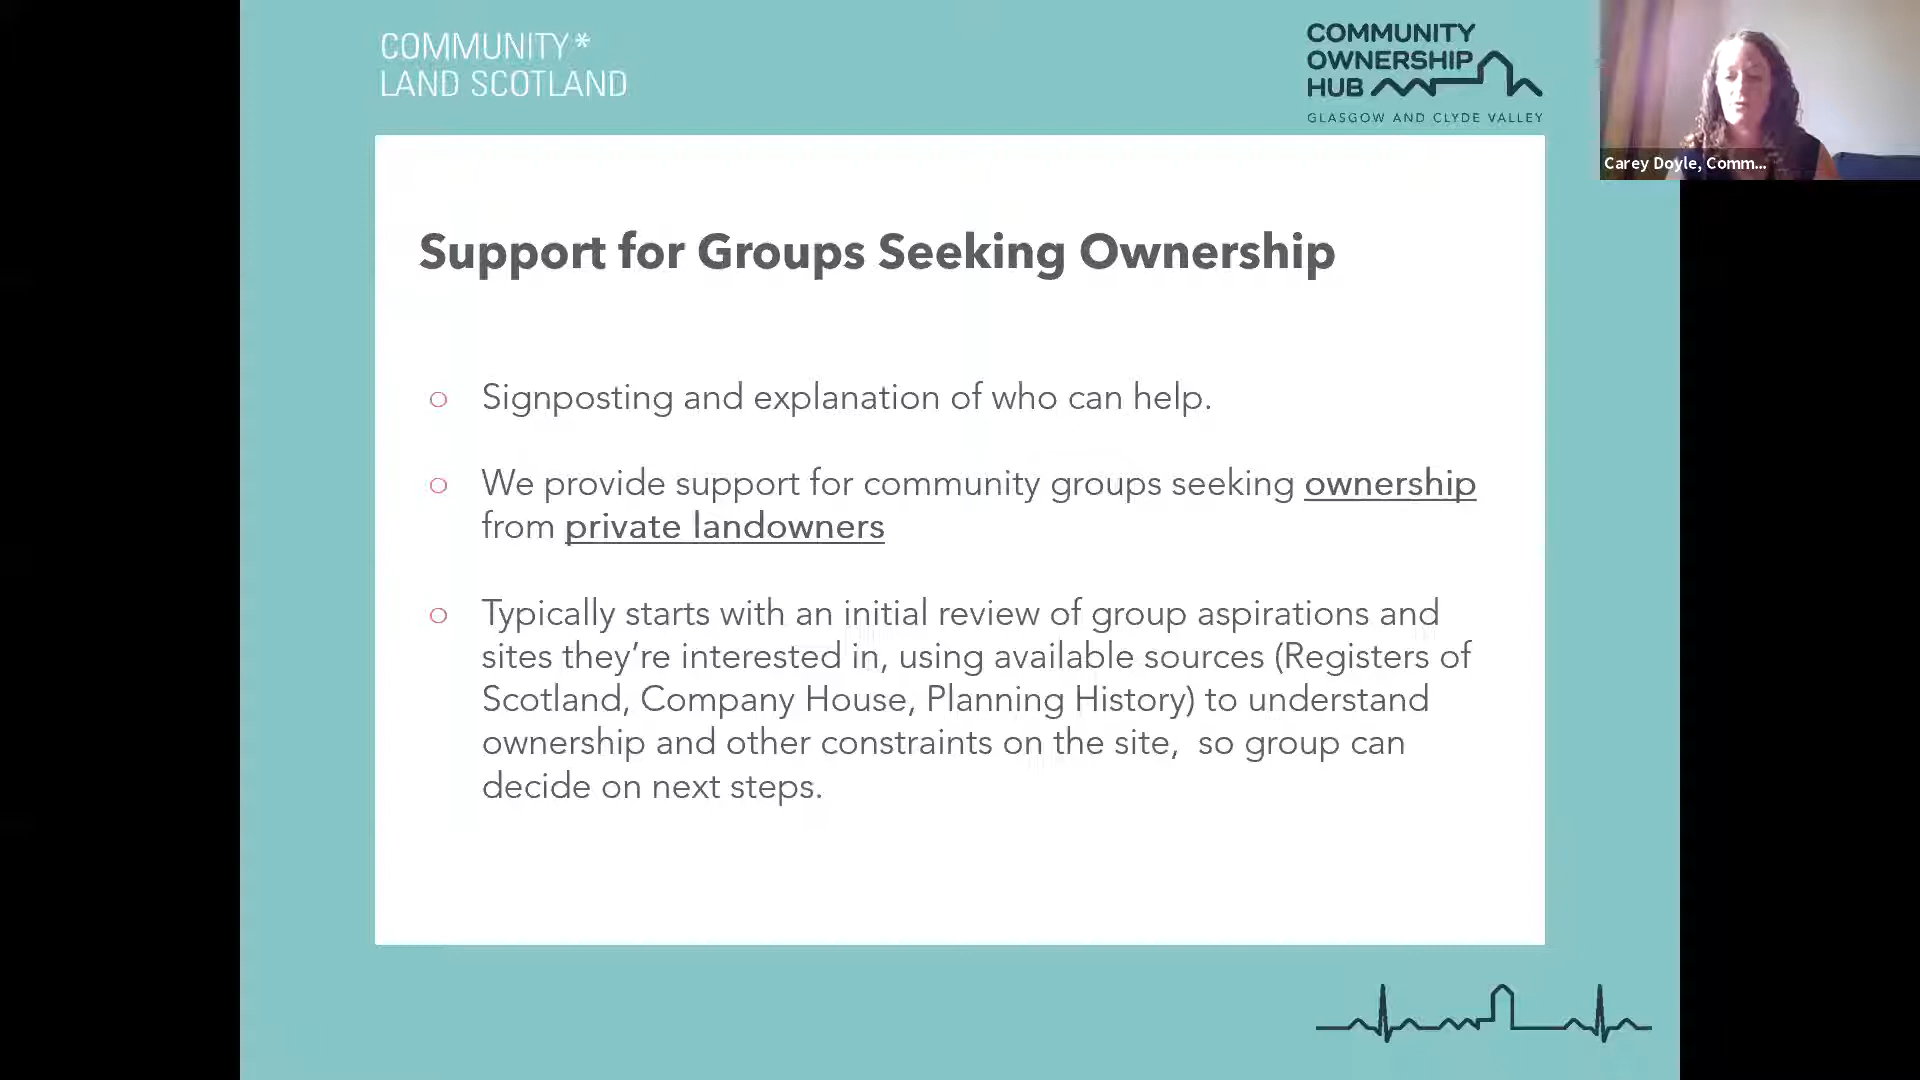 COMMUNITY*
LAND SCOTLAND
COMMUNITY
OWNERSHIP
HUB
GLASGOW AND CLYDE VALLEY
Carey Doyle, Comm...
Support for Groups Seeking Ownership
○ Signposting and explanation of who can help.
○ We provide support for community groups seeking ownership
from private landowners
○ Typically starts with an initial review of group aspirations and
sites they’re interested in, using available sources (Registers of
Scotland, Company House, Planning History) to understand
ownership and other constraints on the site,  so group can
decide on next steps.